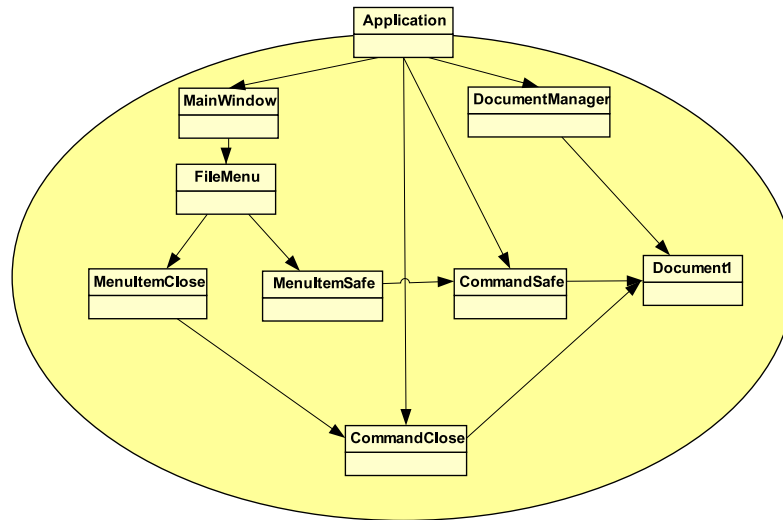 Application
MainWindow
DocumentManager
FileMenu
MenuItemClose
MenuItemSafe
CommandSafe
Document1
CommandClose